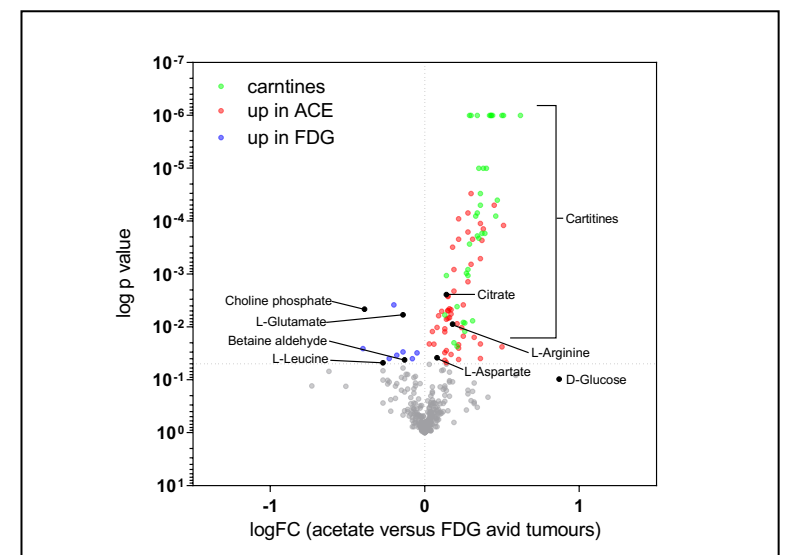 10-7
carntines
10-6
up in ACE
up in FDG
10-5
10-4
Cartitines
log p value
10-3
Choline phosphate
Citrate
L-Glutamate
10-2
Betaine aldehyde
L-Arginine
L-Leucine
L-Aspartate
10-1
D-Glucose
100
101
-1
0
1
logFC (acetate versus FDG avid tumours)